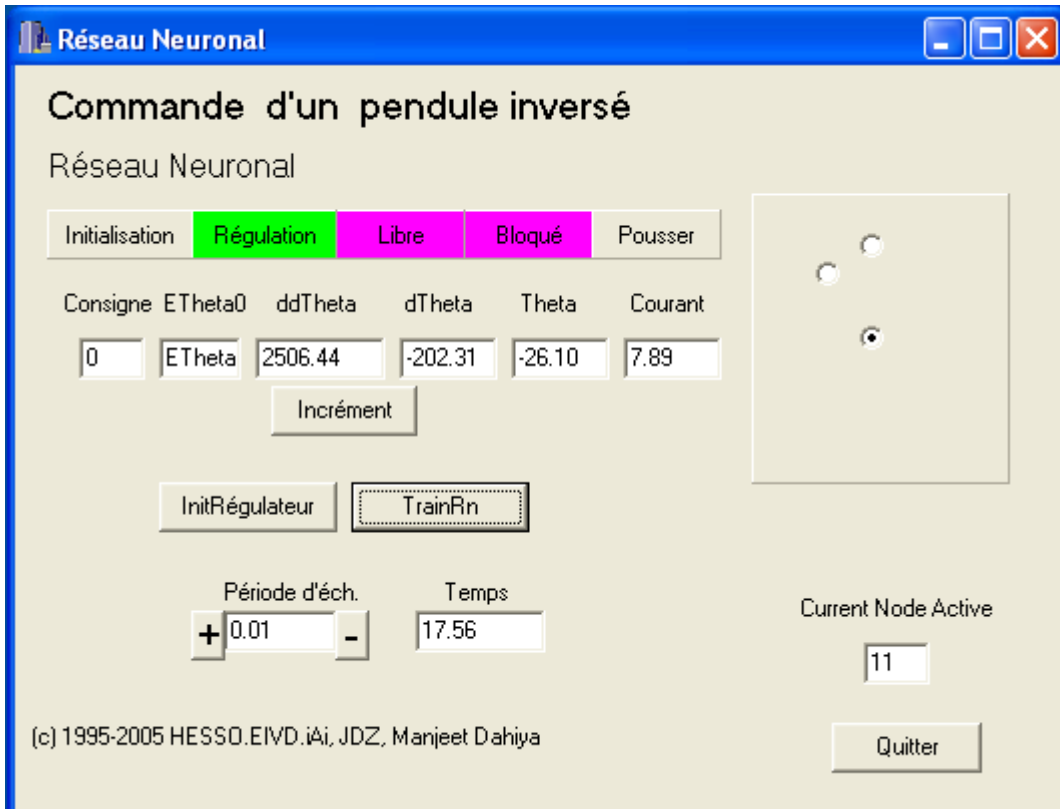 Réseau Neuronal
Commande d'un pendule inversé
Réseau Neuronal
Initialisation Régulation Libre Bloqué Pousser
Consigne ETheta0 ddTheta dTheta Theta Courant
0 ETheta 2506.44 -202.31 -26.10 7.89
Incrément
InitRégulateur TrainRn
Période d'éch. Temps
+ 0.01 - 17.56
Current Node Active
11
(c) 1995-2005 HESSO.EIVD.iAi, JDZ, Manjeet Dahiya
Quitter